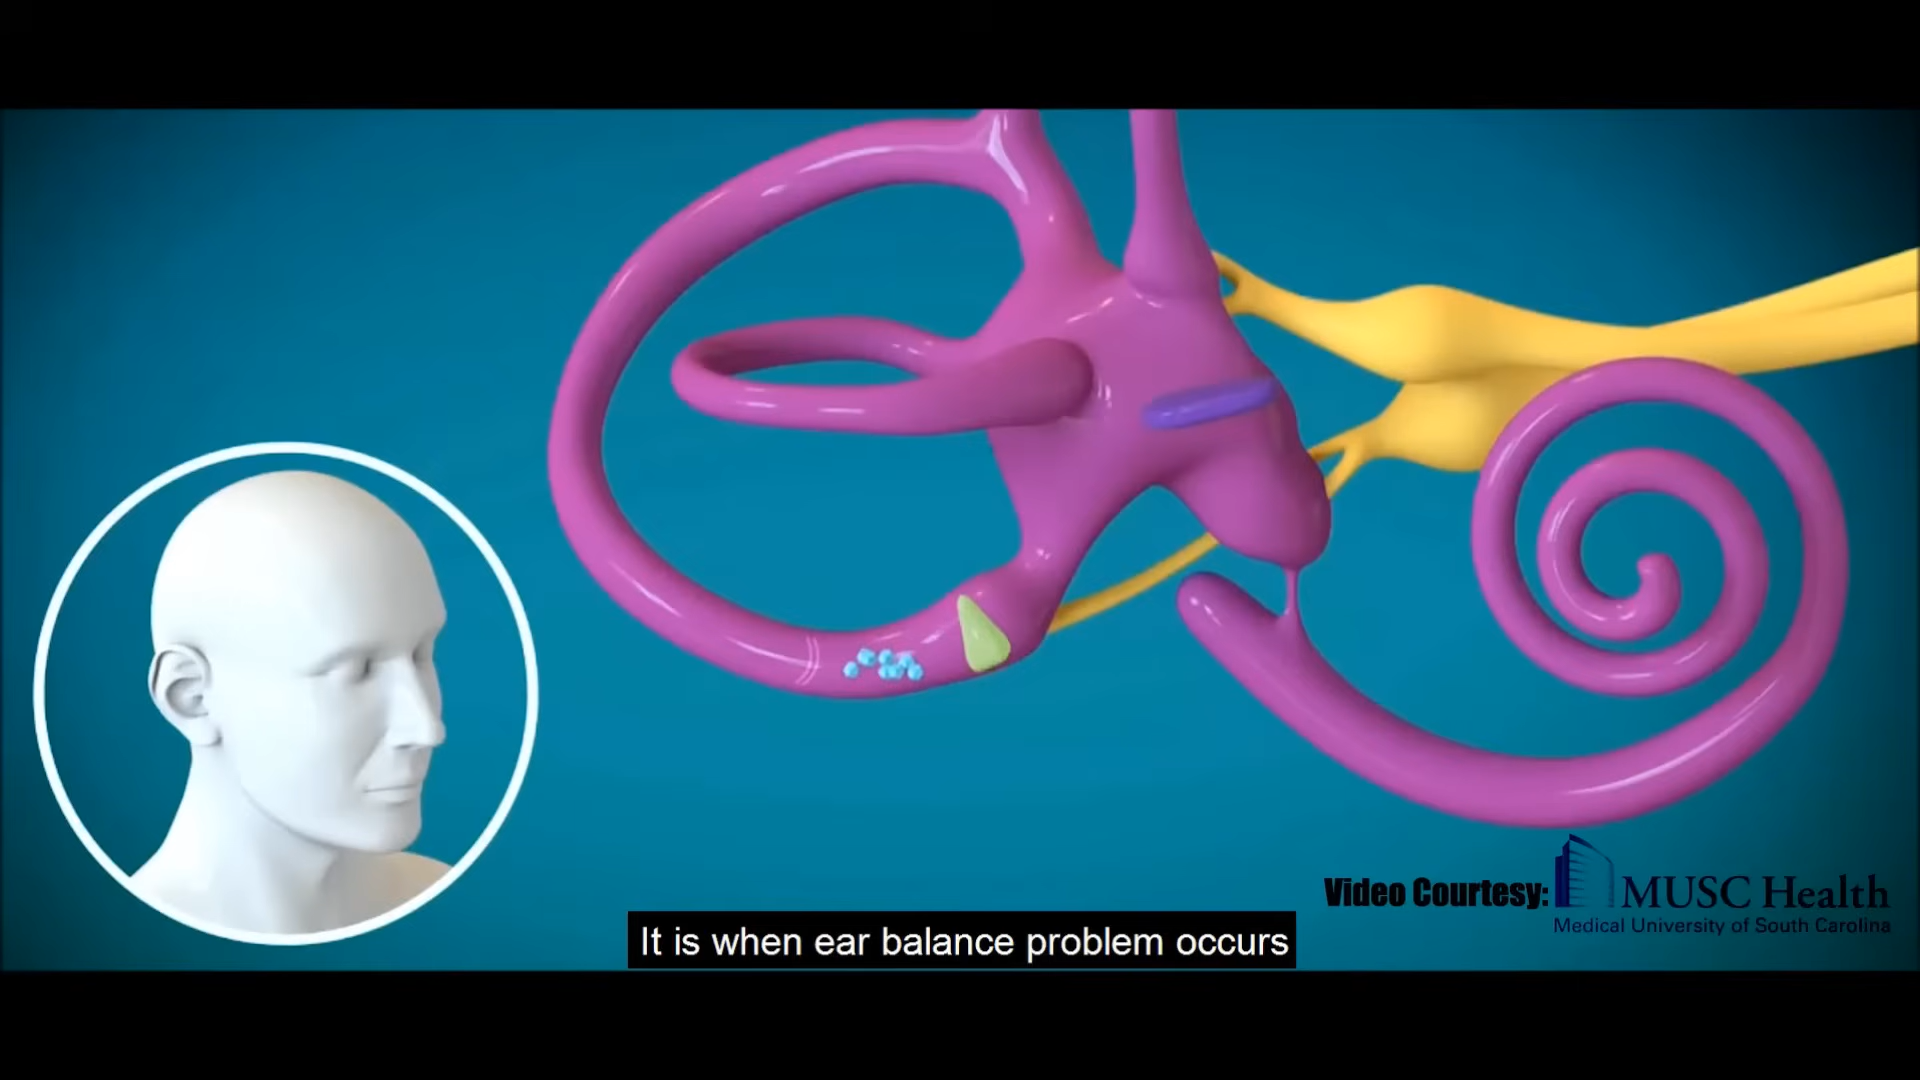 Video Courtesy:
MUSC Health
Medical University of South Carolina
It is when ear balance problem occurs